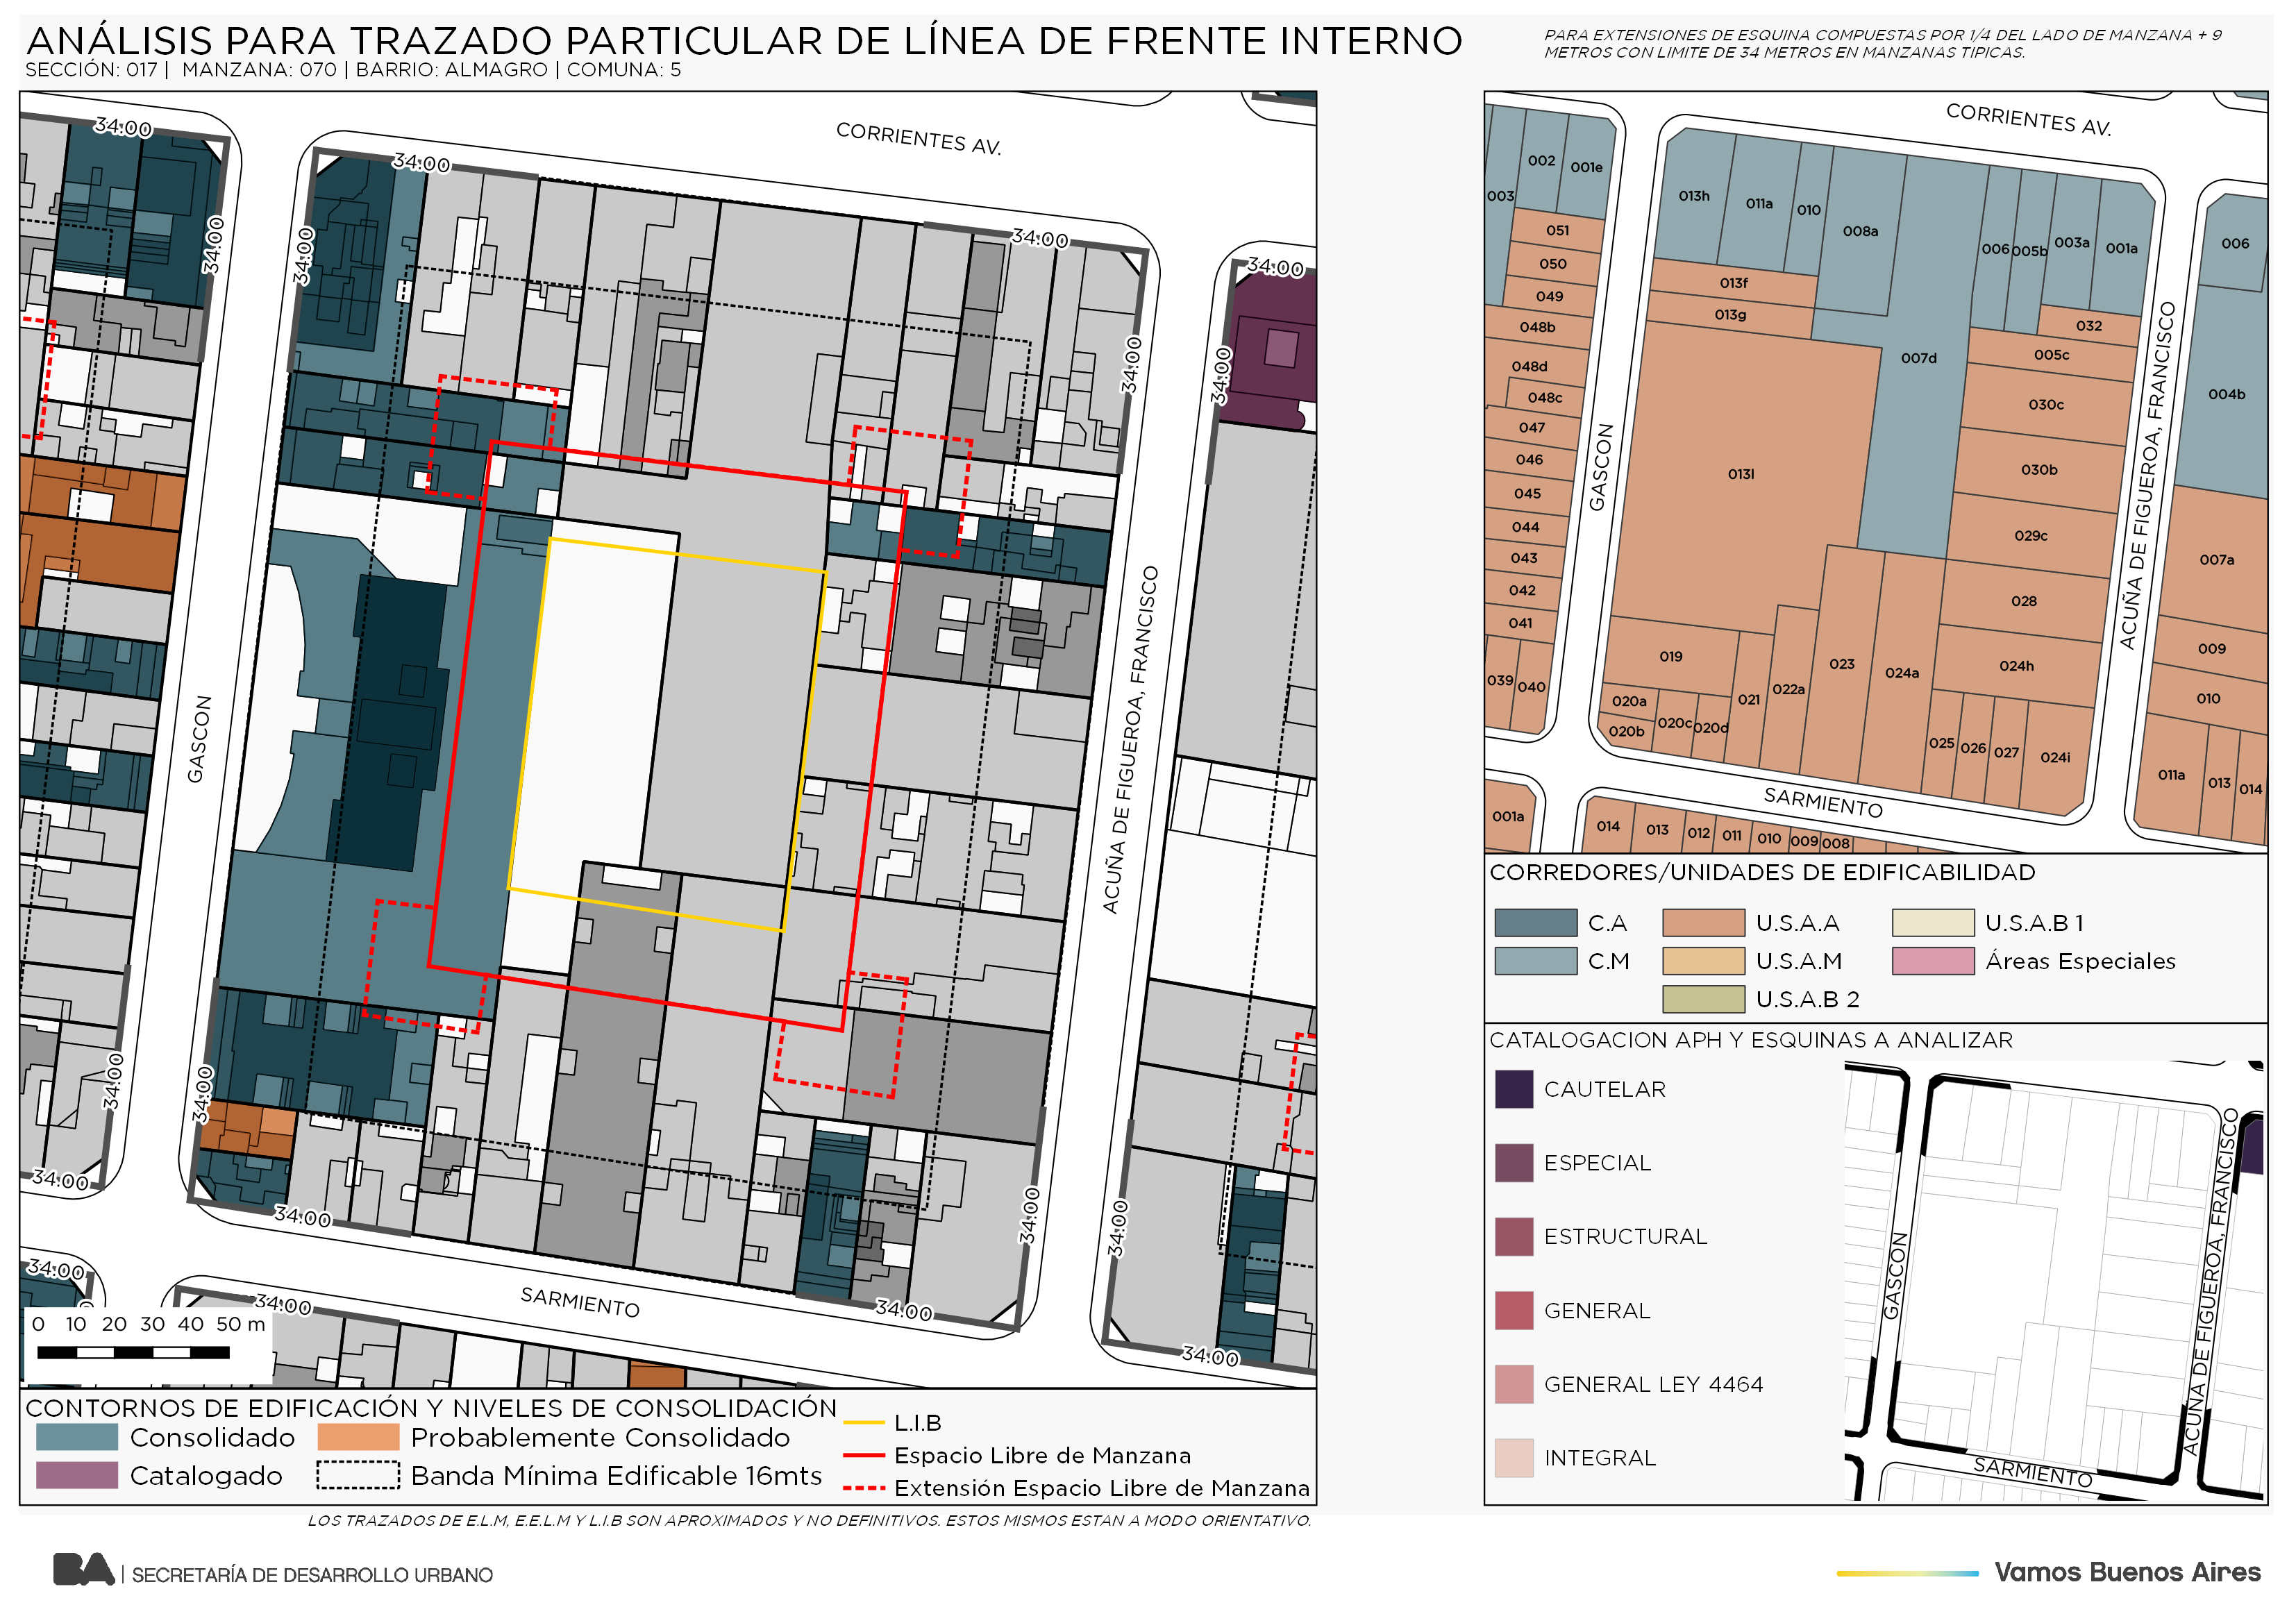 ANÁLISIS PARA TRAZADO PARTICULAR DE LÍNEA DE FRENTE INTERNO
SECCIÓN: 017 | MANZANA: 070 | BARRIO: ALMAGRO | COMUNA: 5
PARA EXTENSIONES DE ESQUINA COMPUESTAS POR 1/4 DEL LADO DE MANZANA + 9
METROS CON LIMITE DE 34 METROS EN MANZANAS TIPICAS.
34.00
34.00
34.00
34.00
CORRIENTES AV.
34.00
34.00
34.00
34.00
GASCON
ACUÑA DE FIGUEROA, FRANCISCO
34.00
34.00
34.00
34.00
34.00
34.00
34.00
34.00
SARMIENTO
34.00
34.00
34.00
0 10 20 30 40 50 m
CONTORNOS DE EDIFICACIÓN Y NIVELES DE CONSOLIDACIÓN
Consolidado
Probablemente Consolidado
Catalogado
Banda Mínima Edificable 16mts
L.I.B
Espacio Libre de Manzana
Extensión Espacio Libre de Manzana
CORRIENTES AV.
003
002
001e
051
050
049
048b
048d
048c
047
046
045
044
043
042
041
039
040
001a
GASCON
013h
011a
010
008a
006
005b
003a
001a
013f
013g
032
005c
007d
030c
013l
030b
029c
028
024h
019
023
024a
022a
021
020a
020b
020c
020d
025
026
027
024i
ACUÑA DE FIGUEROA, FRANCISCO
006
004b
007a
009
010
011a
013
014
SARMIENTO
014
013
012
011
010
009
008
CORREDORES/UNIDADES DE EDIFICABILIDAD
C.A
U.S.A.A
U.S.A.B 1
C.M
U.S.A.M
Áreas Especiales
U.S.A.B 2
CATALOGACION APH Y ESQUINAS A ANALIZAR
CAUTELAR
ESPECIAL
ESTRUCTURAL
GENERAL
GENERAL LEY 4464
INTEGRAL
GASCON
ACUÑA DE FIGUEROA, FRANCISCO
SARMIENTO
LOS TRAZADOS DE E.L.M, E.E.L.M Y L.I.B SON APROXIMADOS Y NO DEFINITIVOS. ESTOS MISMOS ESTAN A MODO ORIENTATIVO.
BA | SECRETARÍA DE DESARROLLO URBANO
Vamos Buenos Aires